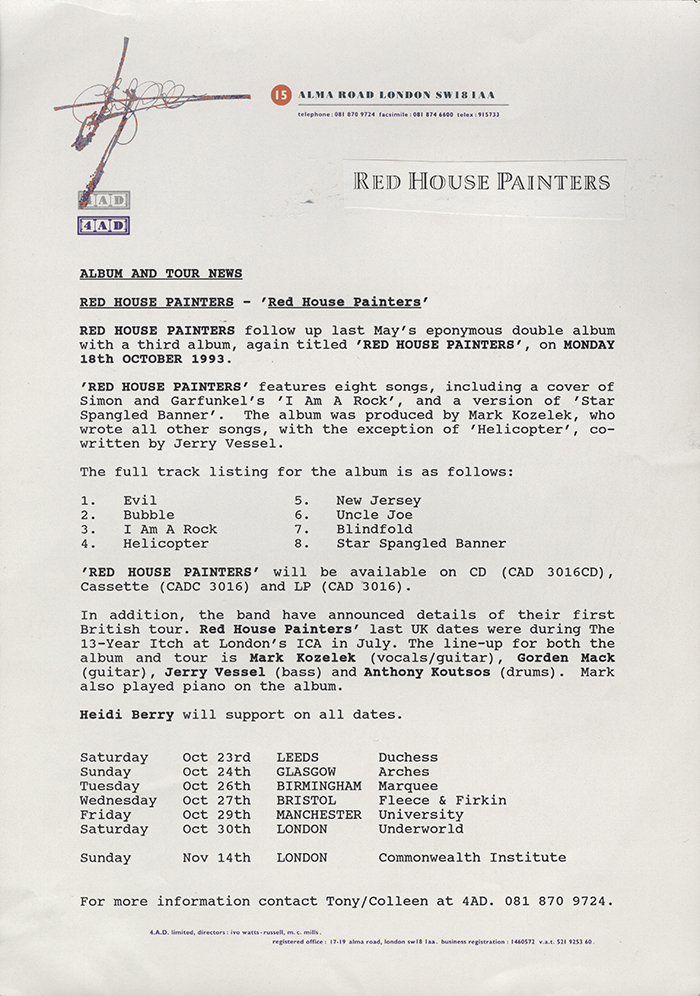 15 ALMA ROAD LONDON SW18 1AA
telephone: 081 870 9724 facsimile: 081 874 6600 telex: 915733
RED HOUSE PAINTERS
4AD
4AD
ALBUM AND TOUR NEWS
RED HOUSE PAINTERS - 'Red House Painters'
RED HOUSE PAINTERS follow up last May's eponymous double album
with a third album, again titled 'RED HOUSE PAINTERS', on MONDAY
18th OCTOBER 1993.
'RED HOUSE PAINTERS' features eight songs, including a cover of
Simon and Garfunkel's 'I Am A Rock', and a version of 'Star
Spangled Banner'. The album was produced by Mark Kozelek, who
wrote all other songs, with the exception of 'Helicopter', co-
written by Jerry Vessel.
The full track listing for the album is as follows:
1. Evil 5. New Jersey
2. Bubble 6. Uncle Joe
3. I Am A Rock 7. Blindfold
4. Helicopter 8. Star Spangled Banner
'RED HOUSE PAINTERS' will be available on CD (CAD 3016CD),
Cassette (CADC 3016) and LP (CAD 3016).
In addition, the band have announced details of their first
British tour. Red House Painters' last UK dates were during The
13-Year Itch at London's ICA in July. The line-up for both the
album and tour is Mark Kozelek (vocals/guitar), Gorden Mack
(guitar), Jerry Vessel (bass) and Anthony Koutsos (drums). Mark
also played piano on the album.
Heidi Berry will support on all dates.
Saturday Oct 23rd LEEDS Duchess
Sunday Oct 24th GLASGOW Arches
Tuesday Oct 26th BIRMINGHAM Marquee
Wednesday Oct 27th BRISTOL Fleece & Firkin
Friday Oct 29th MANCHESTER University
Saturday Oct 30th LONDON Underworld
Sunday Nov 14th LONDON Commonwealth Institute
For more information contact Tony/Colleen at 4AD. 081 870 9724.
4.A.D. limited, directors: ivo watts-russell, m. c. mills.
registered office: 17-19 alma road, london sw18 1aa. business registration: 1460572 v.a.t. 521 9253 60.